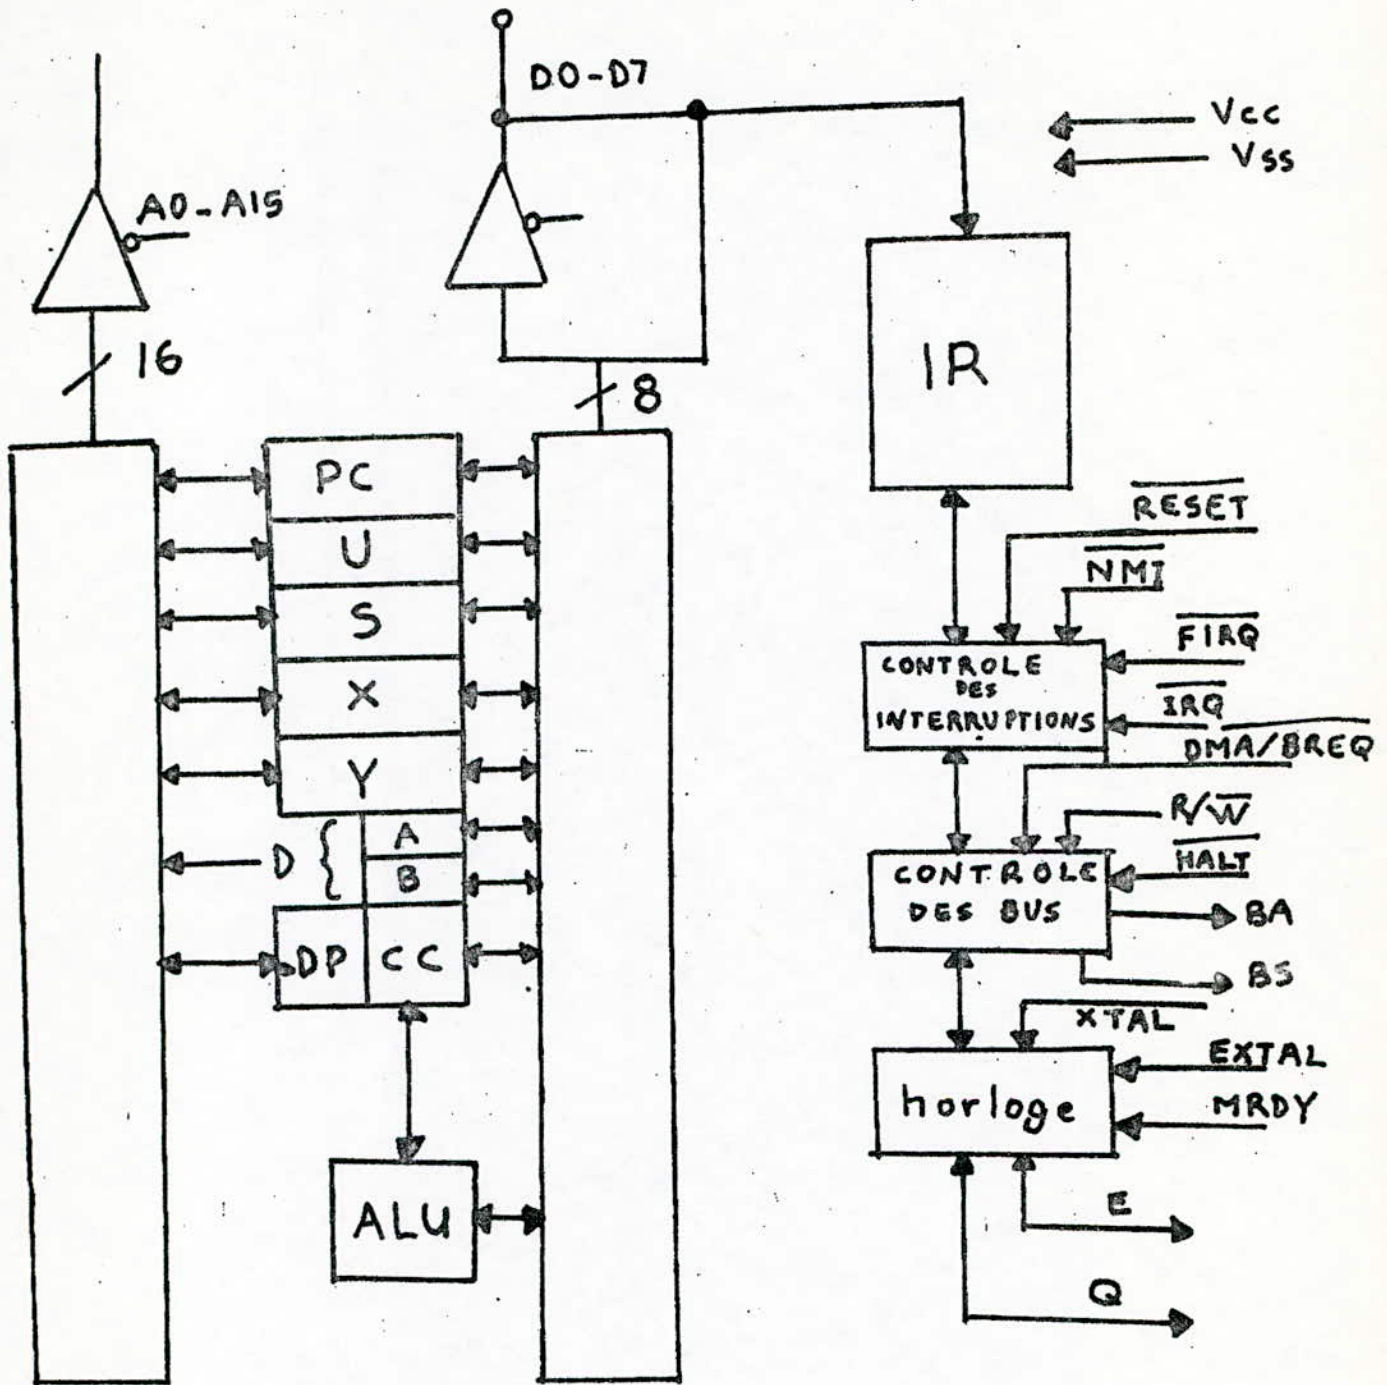 D0-D7
Vcc
Vss
A0-A15
16
8
IR
PC
U
S
X
Y
D {
A
B
DP
CC
ALU
RESET
NMI
FIRQ
IRQ
DMA/BREQ
CONTROLE
DES
INTERRUPTIONS
R/W
HALT
CONTROLE
DES BUS
BA
BS
XTAL
EXTAL
MRDY
horloge
E
Q